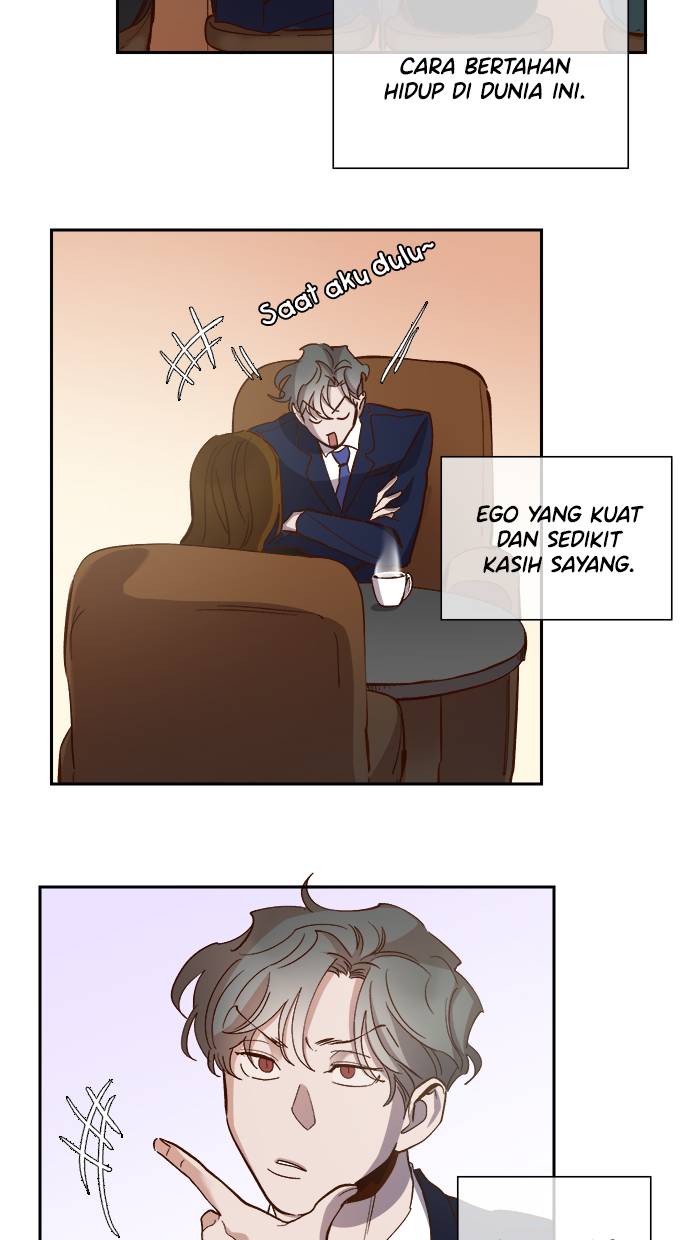 CARA BERTAHAN
HIDUP DI DUNIA INI.
Saat aku dulu~
EGO YANG KUAT
DAN SEDIKIT
KASIH SAYANG.